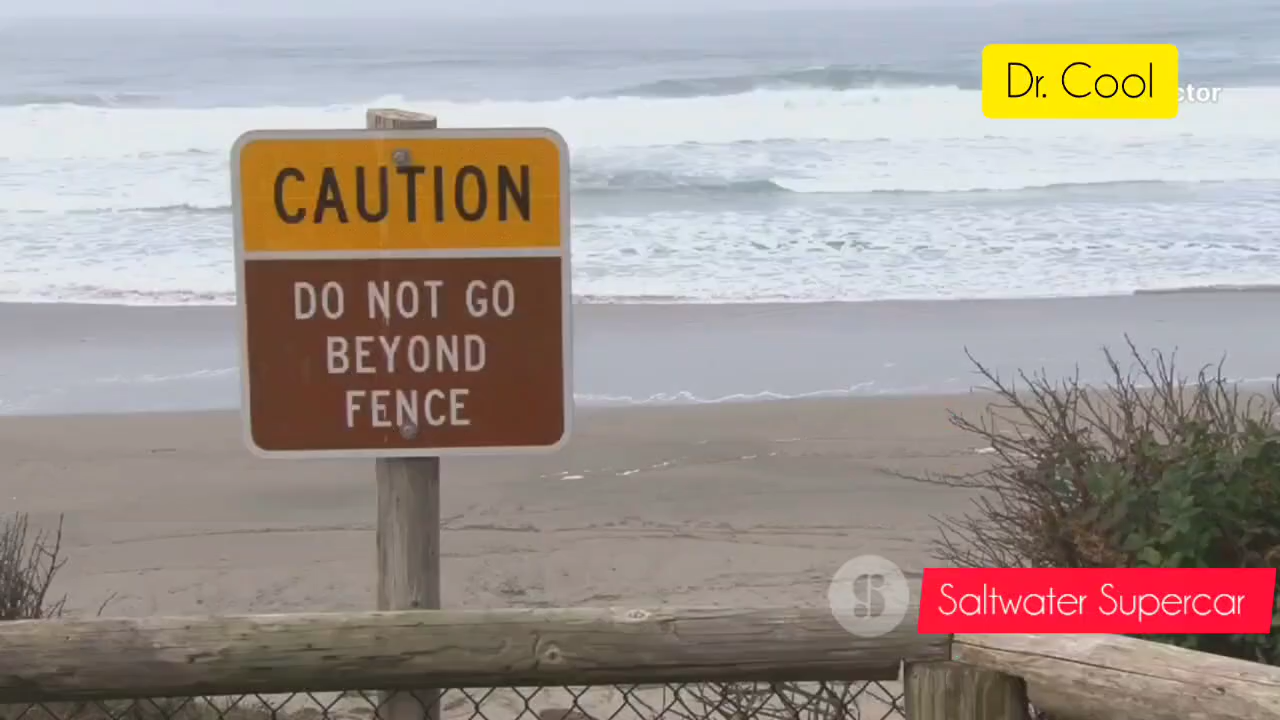 Dr. Cool
CAUTION
DO NOT GO
BEYOND
FENCE
Saltwater Supercar